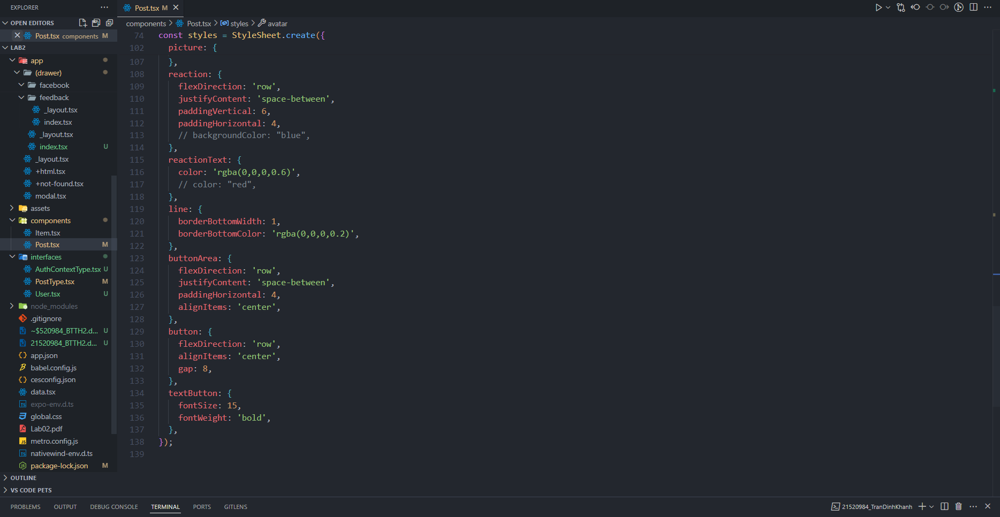 EXPLORER
OPEN EDITORS
Post.tsx components M
LAB2
app
(drawer)
facebook
feedback
_layout.tsx
index.tsx
_layout.tsx
index.tsx U
_layout.tsx
+html.tsx
+not-found.tsx
modal.tsx
assets
components
Item.tsx
Post.tsx M
interfaces
AuthContextType.tsx U
PostType.tsx M
User.tsx U
node_modules
.gitignore
~$520984_BTTH2.d... U
21520984_BTTH2.d... U
app.json
babel.config.js
cesconfig.json
data.tsx
expo-env.d.ts
global.css
Lab02.pdf
metro.config.js
nativewind-env.d.ts
package-lock.json M
OUTLINE
VS CODE PETS
Post.tsx M
components > Post.tsx > styles > avatar
74 const styles = StyleSheet.create({
102 picture: {
107 },
108 reaction: {
109 flexDirection: 'row',
110 justifyContent: 'space-between',
111 paddingVertical: 6,
112 paddingHorizontal: 4,
113 // backgroundColor: "blue",
114 },
115 reactionText: {
116 color: 'rgba(0,0,0,0.6)',
117 // color: "red",
118 },
119 line: {
120 borderBottomWidth: 1,
121 borderBottomColor: 'rgba(0,0,0,0.2)',
122 },
123 buttonArea: {
124 flexDirection: 'row',
125 justifyContent: 'space-between',
126 paddingHorizontal: 4,
127 alignItems: 'center',
128 },
129 button: {
130 flexDirection: 'row',
131 alignItems: 'center',
132 gap: 8,
133 },
134 textButton: {
135 fontSize: 15,
136 fontWeight: 'bold',
137 },
138 });
139
PROBLEMS OUTPUT DEBUG CONSOLE TERMINAL PORTS GITLENS
21520984_TranDinhKhanh